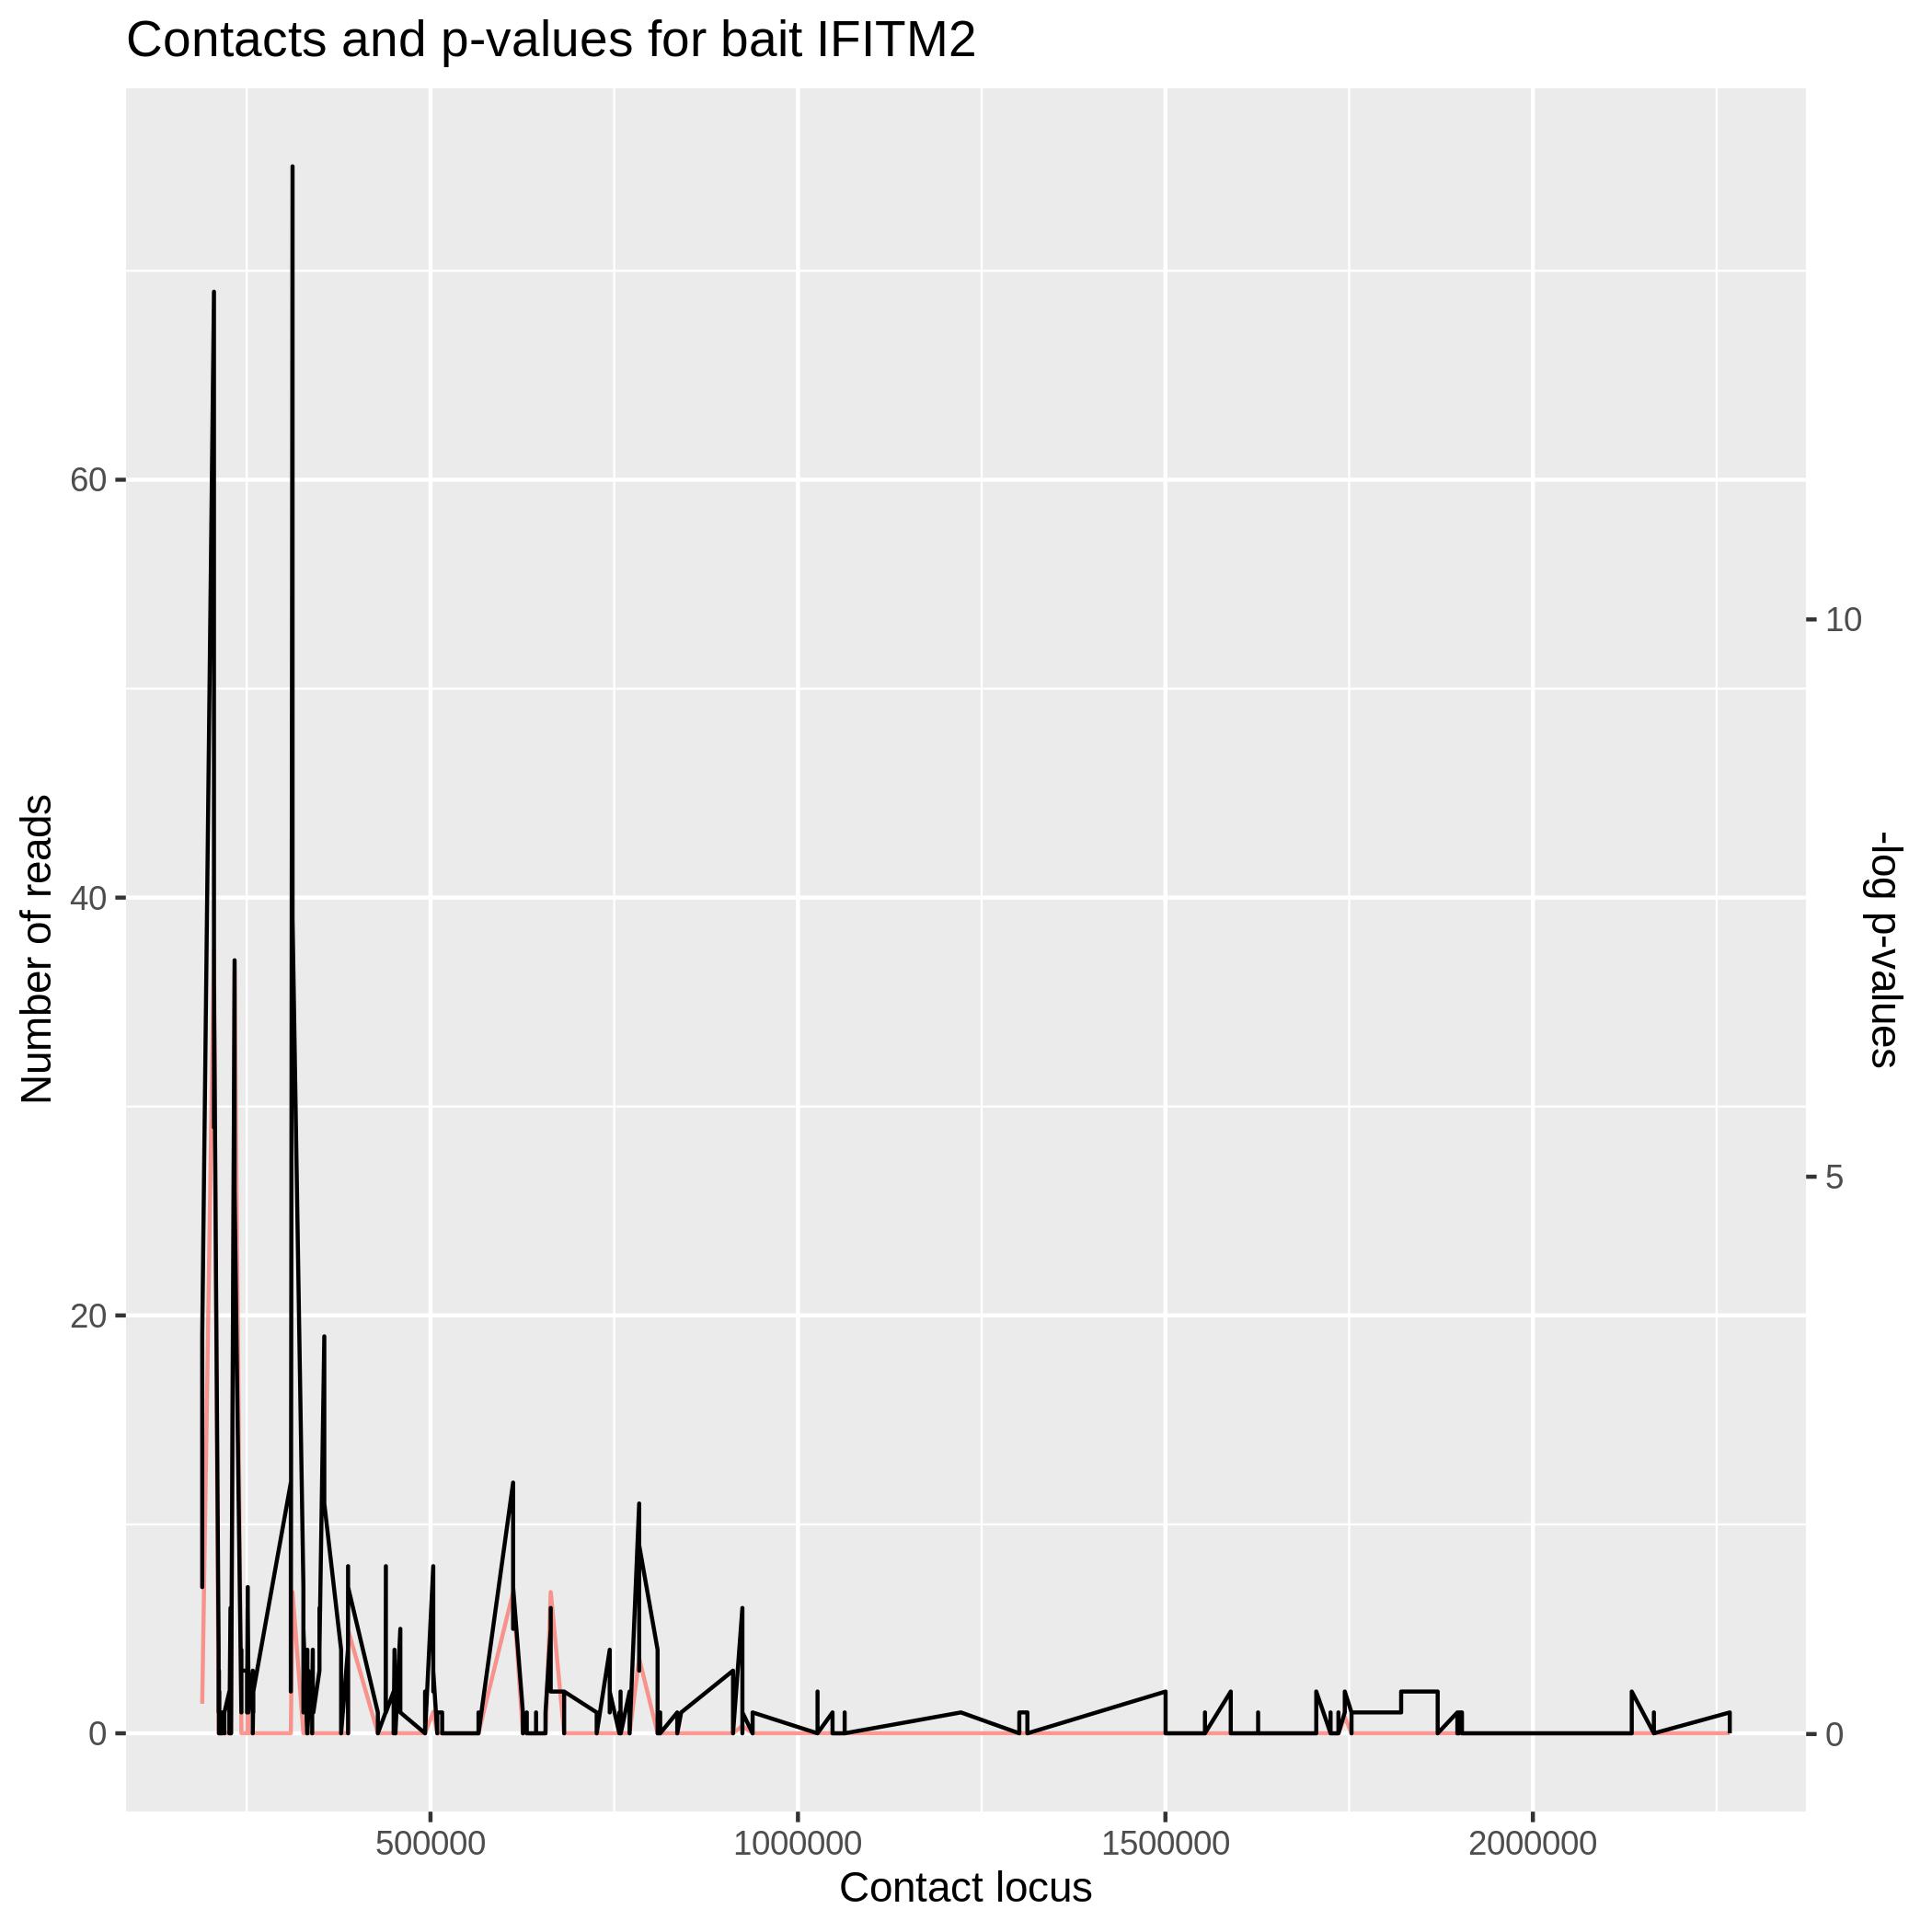 Contacts and p-values for bait IFITM2
60
40
20
0
Number of reads
10
5
0
-log p-values
500000
1000000
1500000
2000000
Contact locus